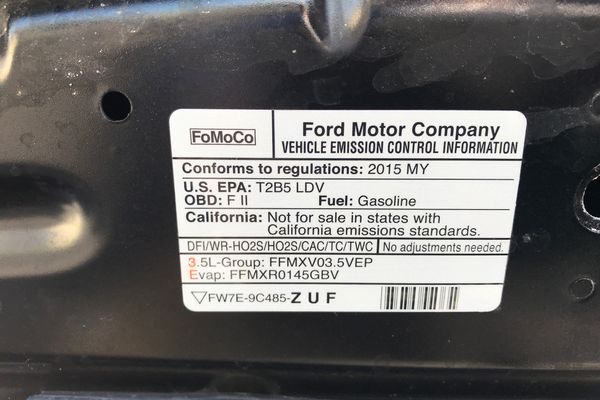 FoMoCo
Ford Motor Company
VEHICLE EMISSION CONTROL INFORMATION
Conforms to regulations: 2015 MY
U.S. EPA: T2B5 LDV
OBD: F II Fuel: Gasoline
California: Not for sale in states with
California emissions standards.
DFI/WR-HO2S/HO2S/CAC/TC/TWC No adjustments needed.
3.5L-Group: FFMXV03.5VEP
Evap: FFMXR0145GBV
▽FW7E-9C485-Z U F